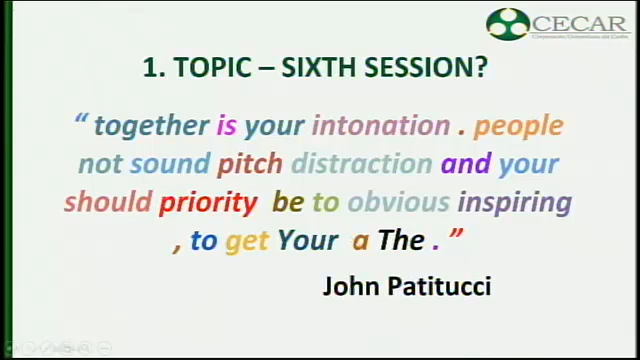 CECAR
1. TOPIC – SIXTH SESSION?
“ together is your intonation . people
not sound pitch distraction and your
should priority be to obvious inspiring
, to get Your a The . ”
John Patitucci